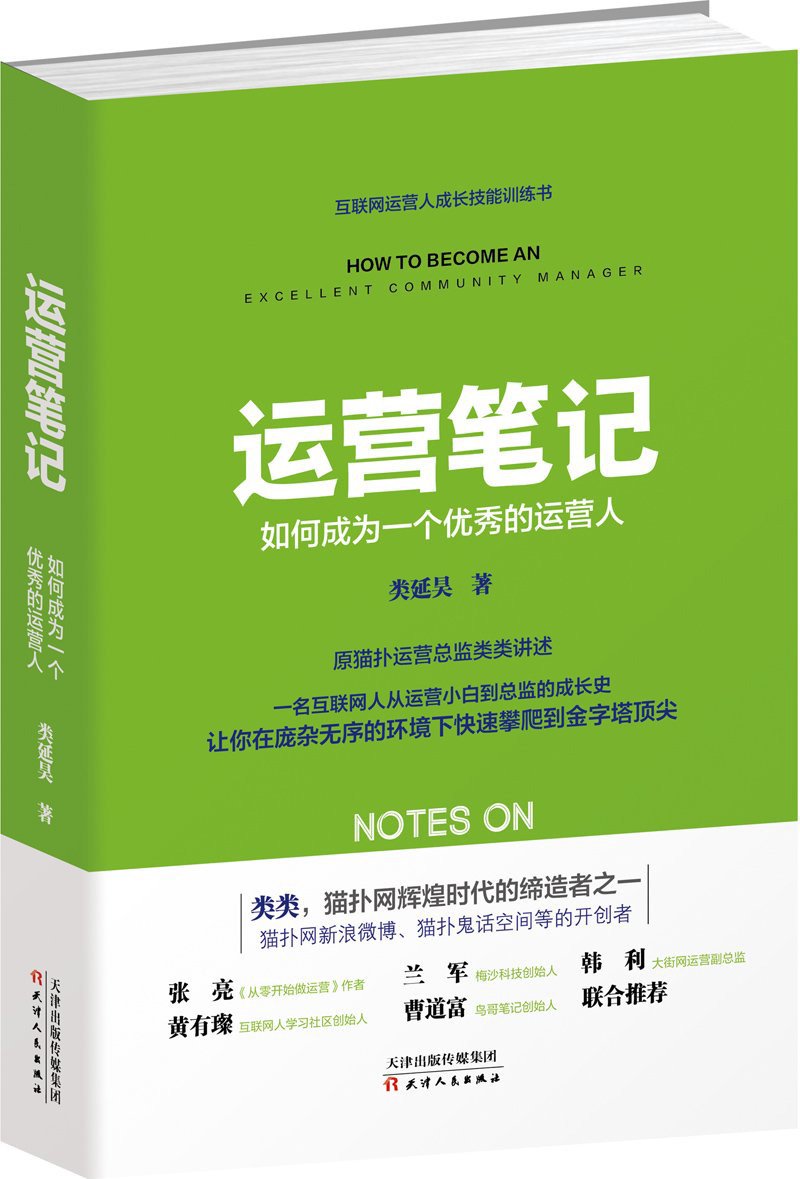 互联网运营人成长技能训练书
HOW TO BECOME AN
EXCELLENT COMMUNITY MANAGER
运营笔记
如何成为一个优秀的运营人
类延昊 著
原猫扑运营总监类类讲述
一名互联网人从运营小白到总监的成长史
让你在庞杂无序的环境下快速攀爬到金字塔顶尖
NOTES ON
类类，猫扑网辉煌时代的缔造者之一
猫扑网新浪微博、猫扑鬼话空间等的开创者
张亮《从零开始做运营》作者 兰军 梅沙科技创始人 韩利 大街网运营副总监
黄有璨 互联网人学习社区创始人 曹道富 鸟哥笔记创始人 联合推荐
天津出版传媒集团
天津人民出版社
运营笔记
如何成为一个
优秀的运营人
类延昊 著
天津出版传媒集团
天津人民出版社